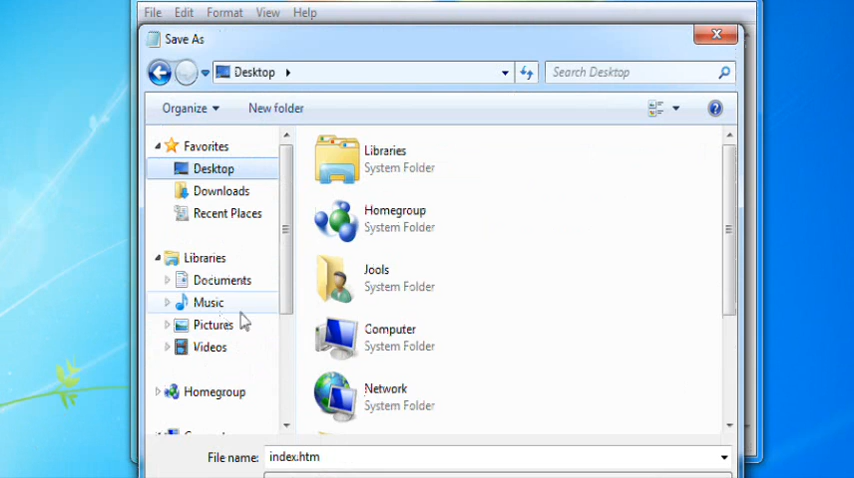 File Edit Format View Help
Save As
Desktop
Search Desktop
Organize New folder
Favorites
Desktop
Downloads
Recent Places
Libraries
Documents
Music
Pictures
Videos
Homegroup
Libraries
System Folder
Homegroup
System Folder
Jools
System Folder
Computer
System Folder
Network
System Folder
File name: index.htm